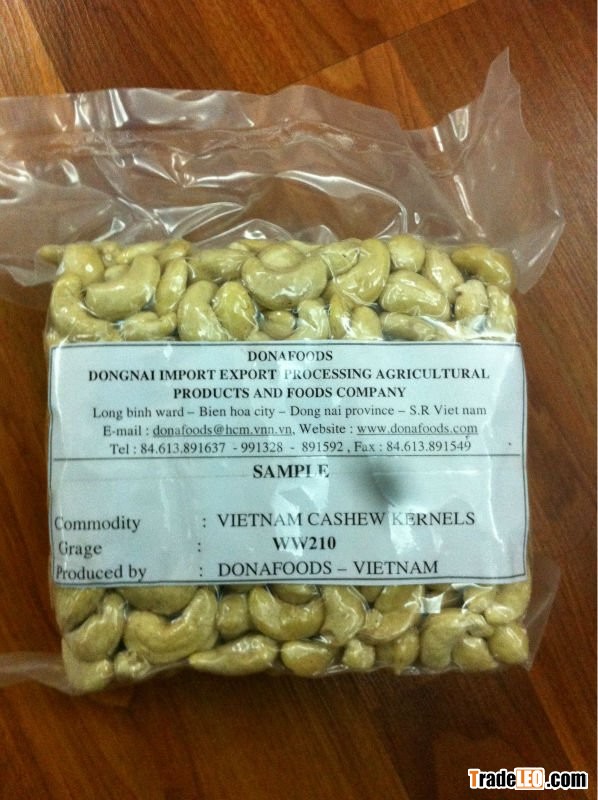 DONAFOODS
DONGNAI IMPORT EXPORT PROCESSING AGRICULTURAL
PRODUCTS AND FOODS COMPANY
Long binh ward – Bien hoa city – Dong nai province – S.R Viet nam
E-mail : donafoods@hcm.vnn.vn, Website : www.donafoods.com
Tel : 84.613.891637 - 991328 - 891592 , Fax : 84.613.891549
SAMPLE
Commodity : VIETNAM CASHEW KERNELS
Grage : WW210
Produced by : DONAFOODS – VIETNAM
TradeLEO.com